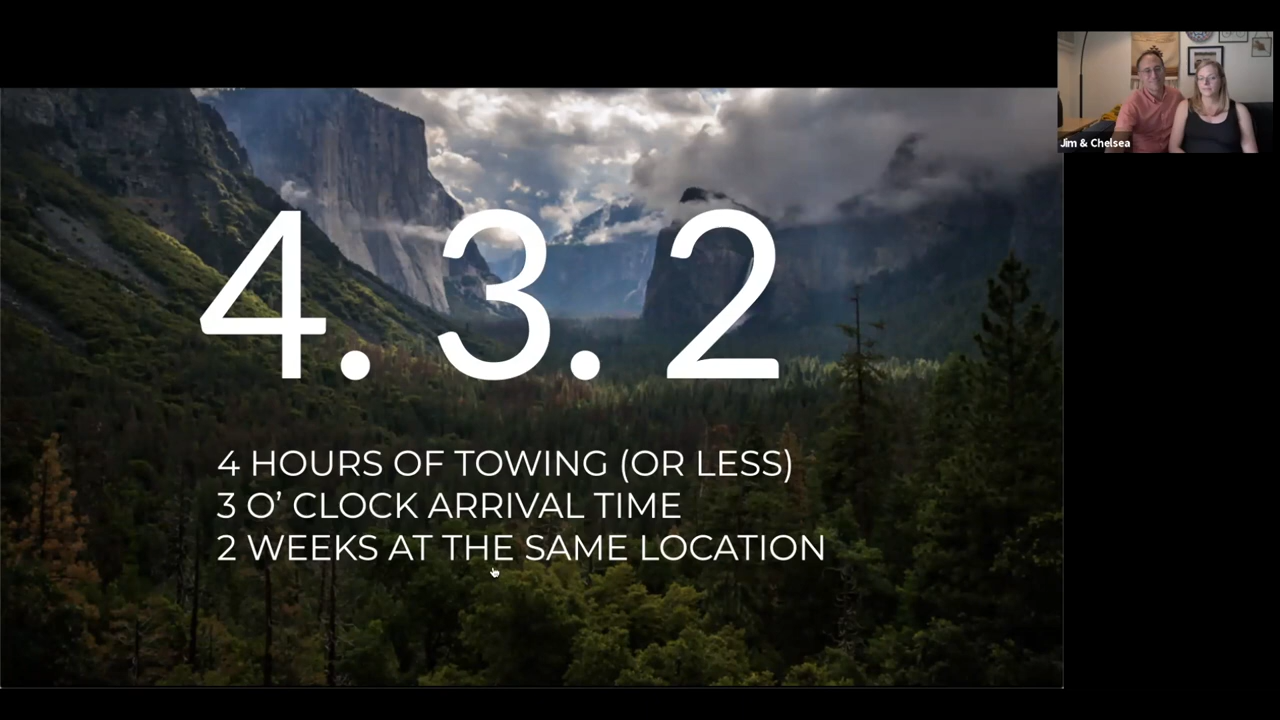 4. 3. 2
4 HOURS OF TOWING (OR LESS)
3 O’ CLOCK ARRIVAL TIME
2 WEEKS AT THE SAME LOCATION
Jim & Chelsea